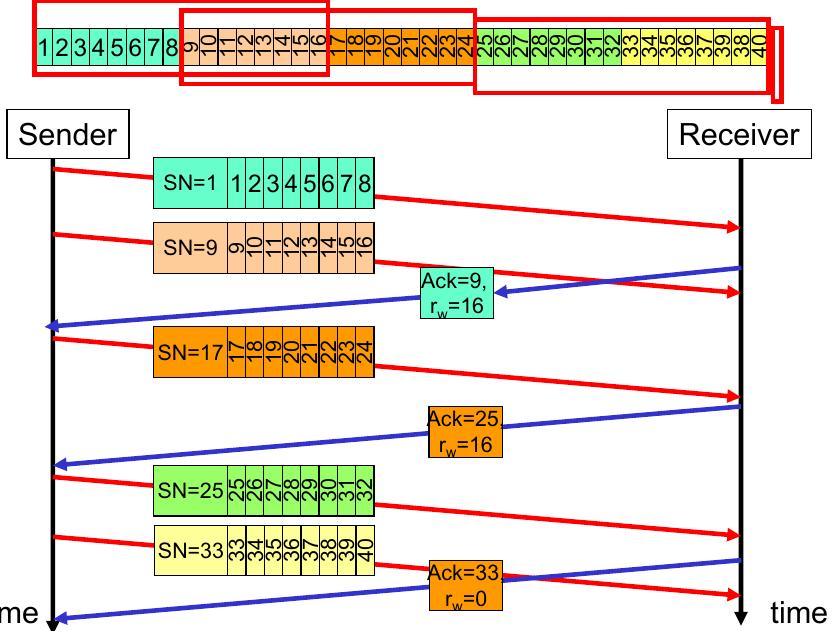 1 2 3 4 5 6 7 8 9 10 11 12 13 14 15 16 17 18 19 20 21 22 23 24 25 26 27 28 29 30 31 32 33 34 35 36 37 38 39 40
Sender
Receiver
SN=1 1 2 3 4 5 6 7 8
SN=9 9 10 11 12 13 14 15 16
Ack=9,
rw=16
SN=17 17 18 19 20 21 22 23 24
Ack=25,
rw=16
SN=25 25 26 27 28 29 30 31 32
SN=33 33 34 35 36 37 38 39 40
Ack=33,
rw=0
me
time